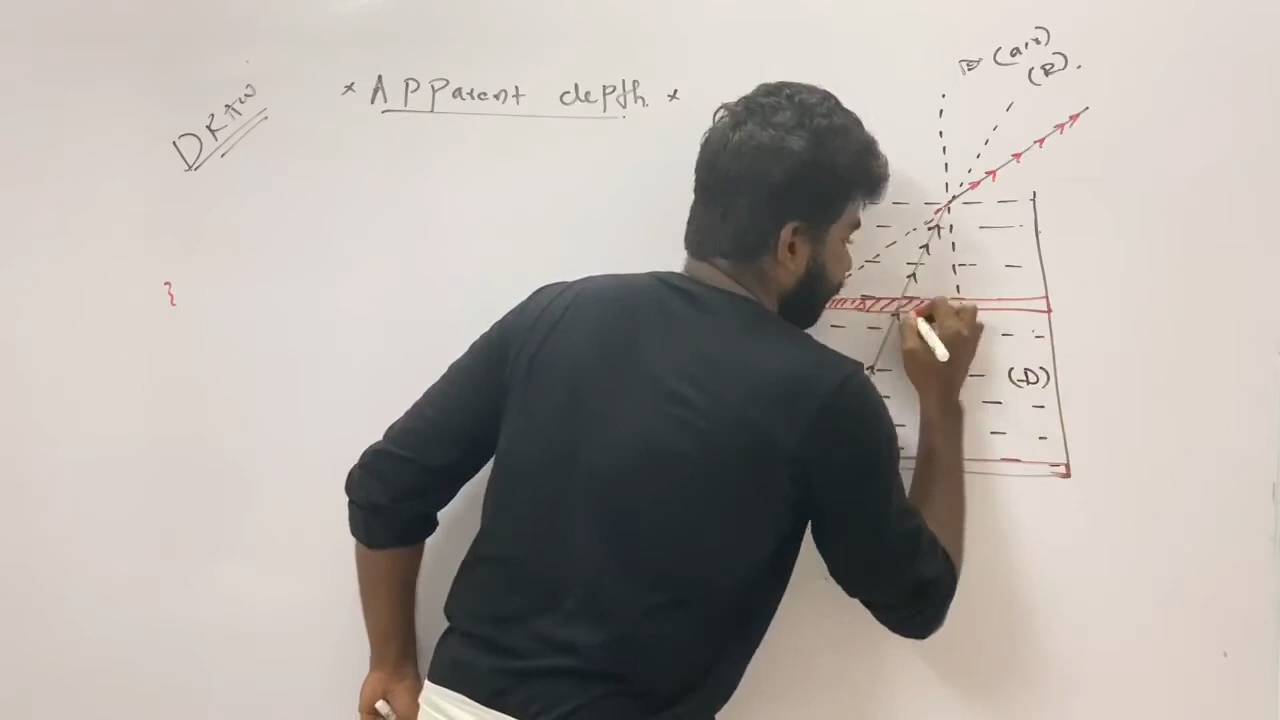 DRAW
* Apparent depth. *
(air)
(R).
(D)